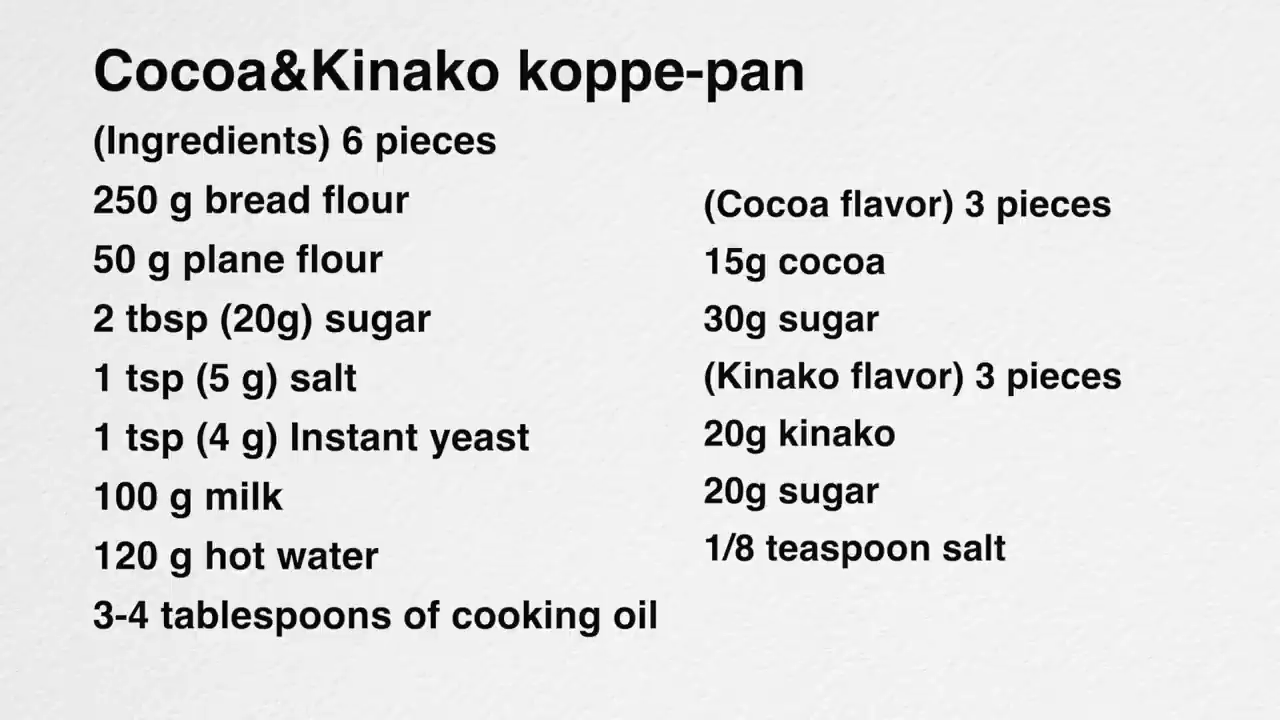 Cocoa&Kinako koppe-pan
(Ingredients) 6 pieces
250 g bread flour
50 g plane flour
2 tbsp (20g) sugar
1 tsp (5 g) salt
1 tsp (4 g) Instant yeast
100 g milk
120 g hot water
3-4 tablespoons of cooking oil
(Cocoa flavor) 3 pieces
15g cocoa
30g sugar
(Kinako flavor) 3 pieces
20g kinako
20g sugar
1/8 teaspoon salt